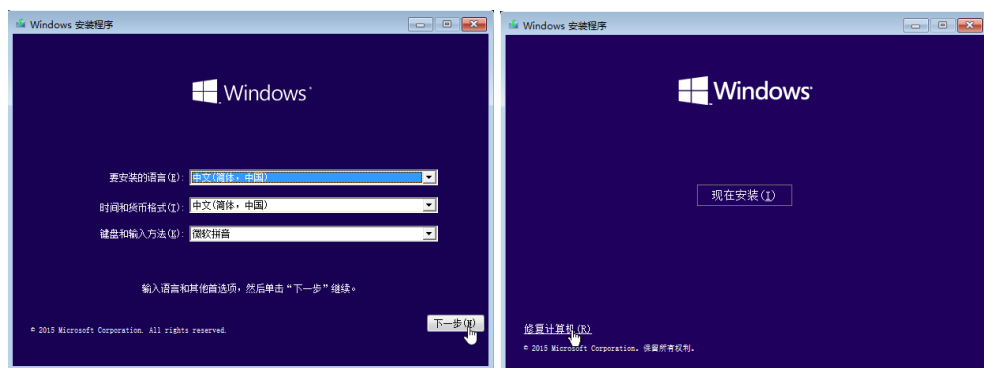 Windows 安装程序
Windows
要安装的语言(E): 中文(简体，中国)
时间和货币格式(T): 中文(简体，中国)
键盘和输入方法(K): 微软拼音
输入语言和其他首选项，然后单击“下一步”继续。
© 2015 Microsoft Corporation. All rights reserved.
下一步(N)
Windows 安装程序
Windows
现在安装(I)
修复计算机(R)
© 2015 Microsoft Corporation。保留所有权利。